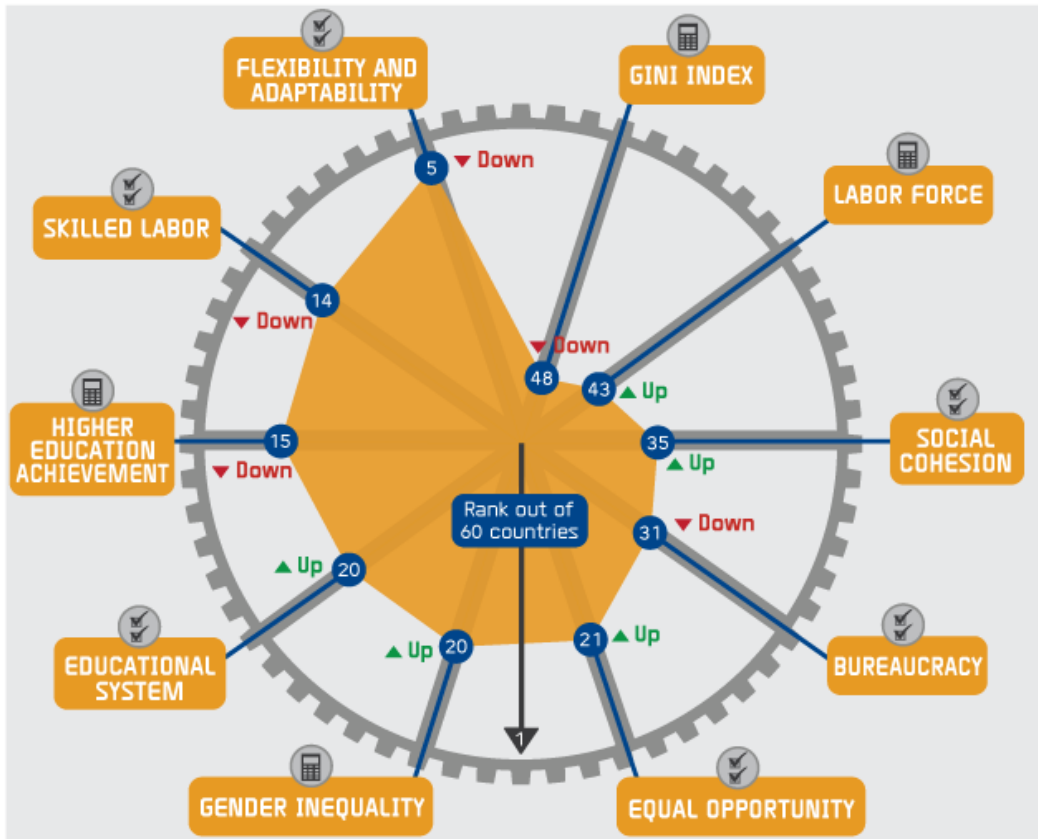 FLEXIBILITY AND
ADAPTABILITY
5
▼ Down
GINI INDEX
48
▼ Down
LABOR FORCE
43
▲ Up
SOCIAL
COHESION
35
▲ Up
BUREAUCRACY
31
▼ Down
EQUAL OPPORTUNITY
21
▲ Up
GENDER INEQUALITY
20
▲ Up
EDUCATIONAL
SYSTEM
20
▲ Up
HIGHER
EDUCATION
ACHIEVEMENT
15
▼ Down
SKILLED LABOR
14
▼ Down
Rank out of
60 countries
1